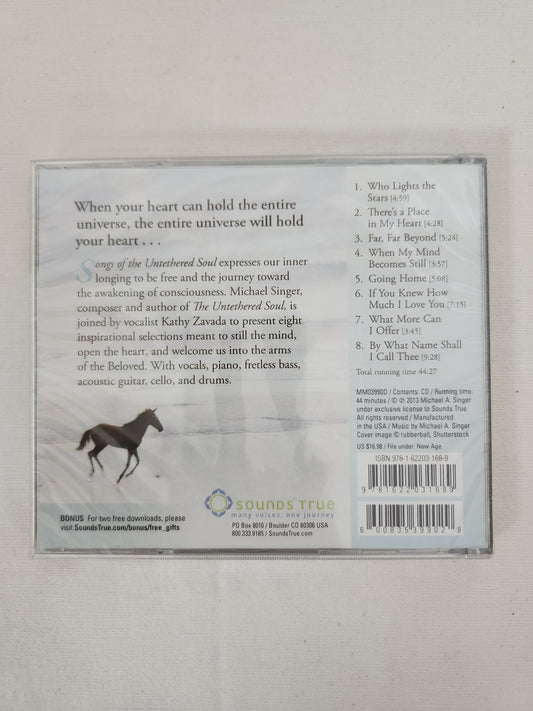 When your heart can hold the entire
universe, the entire universe will hold
your heart . . .
Songs of the Untethered Soul expresses our inner
longing to be free and the journey toward
the awakening of consciousness. Michael Singer,
composer and author of The Untethered Soul, is
joined by vocalist Kathy Zavada to present eight
inspirational selections meant to still the mind,
open the heart, and welcome us into the arms
of the Beloved. With vocals, piano, fretless bass,
acoustic guitar, cello, and drums.
BONUS For two free downloads, please
visit SoundsTrue.com/bonus/free_gifts
SOUNDS TRUE
many voices, one journey
PO Box 8010 / Boulder CO 80306 USA
800.333.9185 / SoundsTrue.com
1. Who Lights the
Stars [4:59]
2. There's a Place
in My Heart [4:28]
3. Far, Far Beyond [5:24]
4. When My Mind
Becomes Still [3:57]
5. Going Home [5:08]
6. If You Knew How
Much I Love You [7:15]
7. What More Can
I Offer [3:45]
8. By What Name Shall
I Call Thee [9:28]
Total running time 44:27
MM03990D / Contents: CD / Running time:
44 minutes / © ℗ 2013 Michael A. Singer
under exclusive license to Sounds True
All rights reserved / Manufactured
in the USA / Music by Michael A. Singer
Cover image © rubberball, Shutterstock
US $16.98 / File under: New Age
ISBN 978-1-62203-168-9
9 781622 031689
6 00835 39902 9